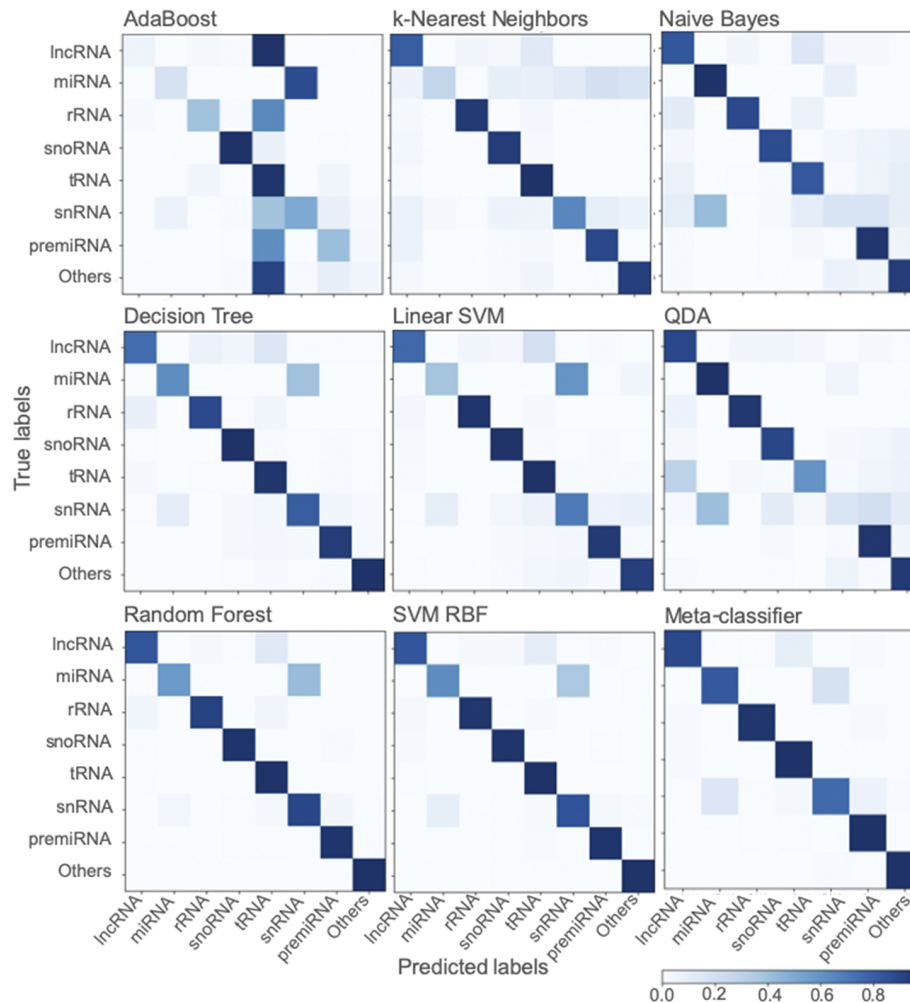 AdaBoost
k-Nearest Neighbors
Naive Bayes
lncRNA
miRNA
rRNA
snoRNA
tRNA
snRNA
premiRNA
Others
Decision Tree
Linear SVM
QDA
True labels
lncRNA
miRNA
rRNA
snoRNA
tRNA
snRNA
premiRNA
Others
Random Forest
SVM RBF
Meta-classifier
lncRNA
miRNA
rRNA
snoRNA
tRNA
snRNA
premiRNA
Others
lncRNA
miRNA
rRNA
snoRNA
tRNA
snRNA
premiRNA
Others
lncRNA
miRNA
rRNA
snoRNA
tRNA
snRNA
premiRNA
Others
lncRNA
miRNA
rRNA
snoRNA
tRNA
snRNA
premiRNA
Others
Predicted labels
0.0 0.2 0.4 0.6 0.8